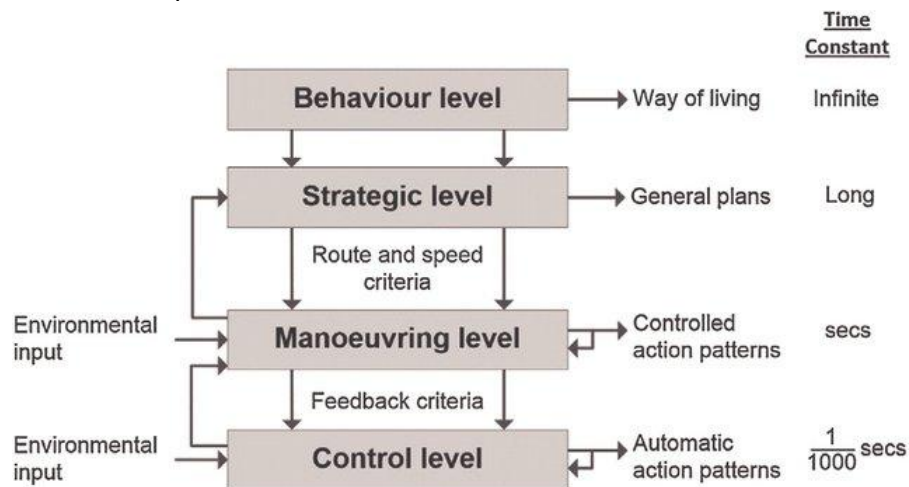 Time
Constant
Behaviour level
Way of living
Infinite
Strategic level
General plans
Long
Route and speed
criteria
Environmental
input
Manoeuvring level
Controlled
action patterns
secs
Feedback criteria
Environmental
input
Control level
Automatic
action patterns
1
1000 secs